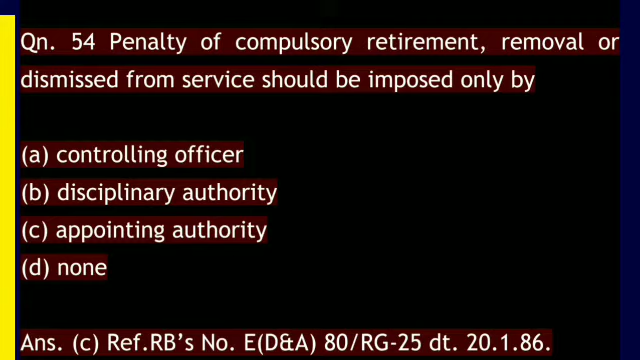 Qn. 54 Penalty of compulsory retirement, removal or
dismissed from service should be imposed only by
(a) controlling officer
(b) disciplinary authority
(c) appointing authority
(d) none
Ans. (c) Ref.RB's No. E(D&A) 80/RG-25 dt. 20.1.86.